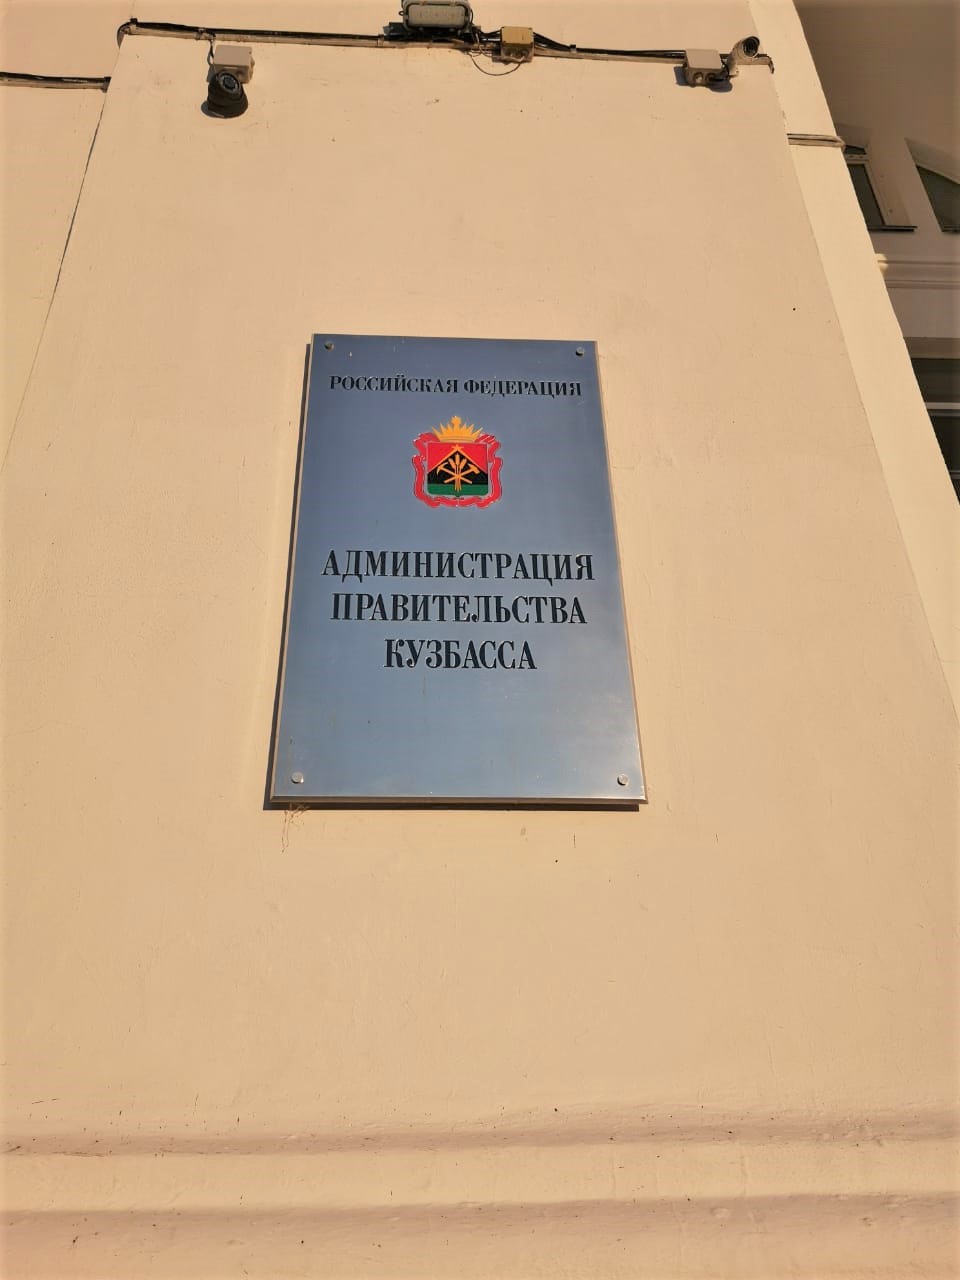 РОССИЙСКАЯ ФЕДЕРАЦИЯ
АДМИНИСТРАЦИЯ
ПРАВИТЕЛЬСТВА
КУЗБАССА